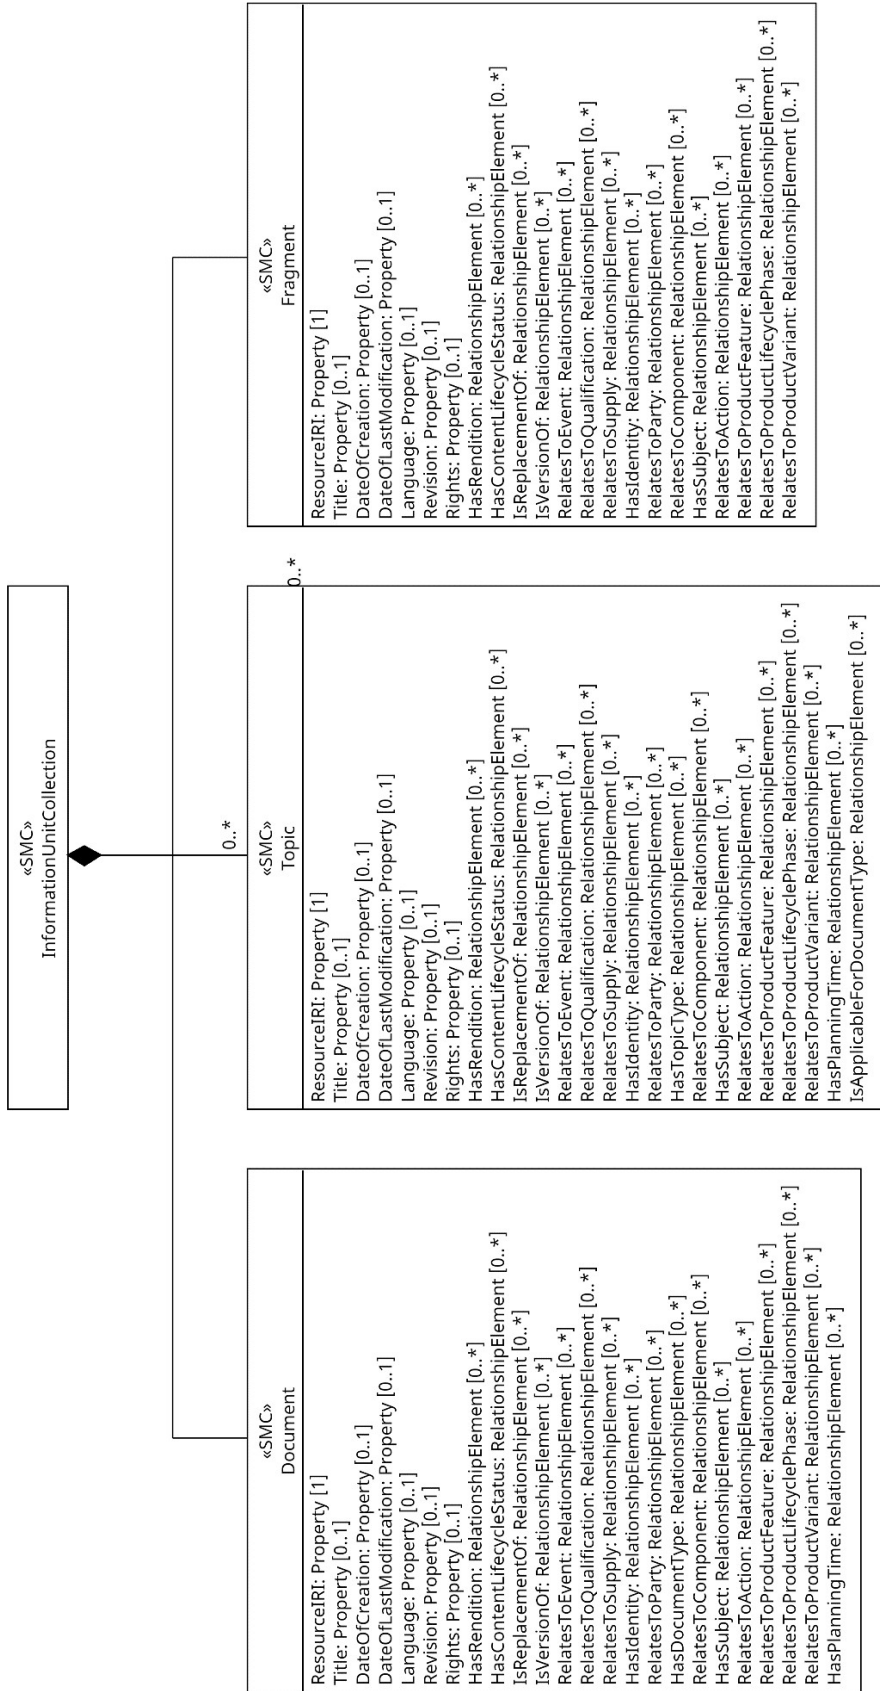 «SMC»
InformationUnitCollection
0..*
0..*
«SMC»
Document
ResourceIRI: Property [1]
Title: Property [0..1]
DateOfCreation: Property [0..1]
DateOfLastModification: Property [0..1]
Language: Property [0..1]
Revision: Property [0..1]
Rights: Property [0..1]
HasRendition: RelationshipElement [0..*]
HasContentLifecycleStatus: RelationshipElement [0..*]
IsReplacementOf: RelationshipElement [0..*]
IsVersionOf: RelationshipElement [0..*]
RelatesToEvent: RelationshipElement [0..*]
RelatesToQualification: RelationshipElement [0..*]
RelatesToSupply: RelationshipElement [0..*]
HasIdentity: RelationshipElement [0..*]
RelatesToParty: RelationshipElement [0..*]
HasDocumentType: RelationshipElement [0..*]
RelatesToComponent: RelationshipElement [0..*]
HasSubject: RelationshipElement [0..*]
RelatesToAction: RelationshipElement [0..*]
RelatesToProductFeature: RelationshipElement [0..*]
RelatesToProductLifecyclePhase: RelationshipElement [0..*]
RelatesToProductVariant: RelationshipElement [0..*]
HasPlanningTime: RelationshipElement [0..*]
«SMC»
Topic
ResourceIRI: Property [1]
Title: Property [0..1]
DateOfCreation: Property [0..1]
DateOfLastModification: Property [0..1]
Language: Property [0..1]
Revision: Property [0..1]
Rights: Property [0..1]
HasRendition: RelationshipElement [0..*]
HasContentLifecycleStatus: RelationshipElement [0..*]
IsReplacementOf: RelationshipElement [0..*]
IsVersionOf: RelationshipElement [0..*]
RelatesToEvent: RelationshipElement [0..*]
RelatesToQualification: RelationshipElement [0..*]
RelatesToSupply: RelationshipElement [0..*]
HasIdentity: RelationshipElement [0..*]
RelatesToParty: RelationshipElement [0..*]
HasTopicType: RelationshipElement [0..*]
RelatesToComponent: RelationshipElement [0..*]
HasSubject: RelationshipElement [0..*]
RelatesToAction: RelationshipElement [0..*]
RelatesToProductFeature: RelationshipElement [0..*]
RelatesToProductLifecyclePhase: RelationshipElement [0..*]
RelatesToProductVariant: RelationshipElement [0..*]
HasPlanningTime: RelationshipElement [0..*]
IsApplicableForDocumentType: RelationshipElement [0..*]
«SMC»
Fragment
ResourceIRI: Property [1]
Title: Property [0..1]
DateOfCreation: Property [0..1]
DateOfLastModification: Property [0..1]
Language: Property [0..1]
Revision: Property [0..1]
Rights: Property [0..1]
HasRendition: RelationshipElement [0..*]
HasContentLifecycleStatus: RelationshipElement [0..*]
IsReplacementOf: RelationshipElement [0..*]
IsVersionOf: RelationshipElement [0..*]
RelatesToEvent: RelationshipElement [0..*]
RelatesToQualification: RelationshipElement [0..*]
RelatesToSupply: RelationshipElement [0..*]
HasIdentity: RelationshipElement [0..*]
RelatesToParty: RelationshipElement [0..*]
RelatesToComponent: RelationshipElement [0..*]
HasSubject: RelationshipElement [0..*]
RelatesToAction: RelationshipElement [0..*]
RelatesToProductFeature: RelationshipElement [0..*]
RelatesToProductLifecyclePhase: RelationshipElement [0..*]
RelatesToProductVariant: RelationshipElement [0..*]